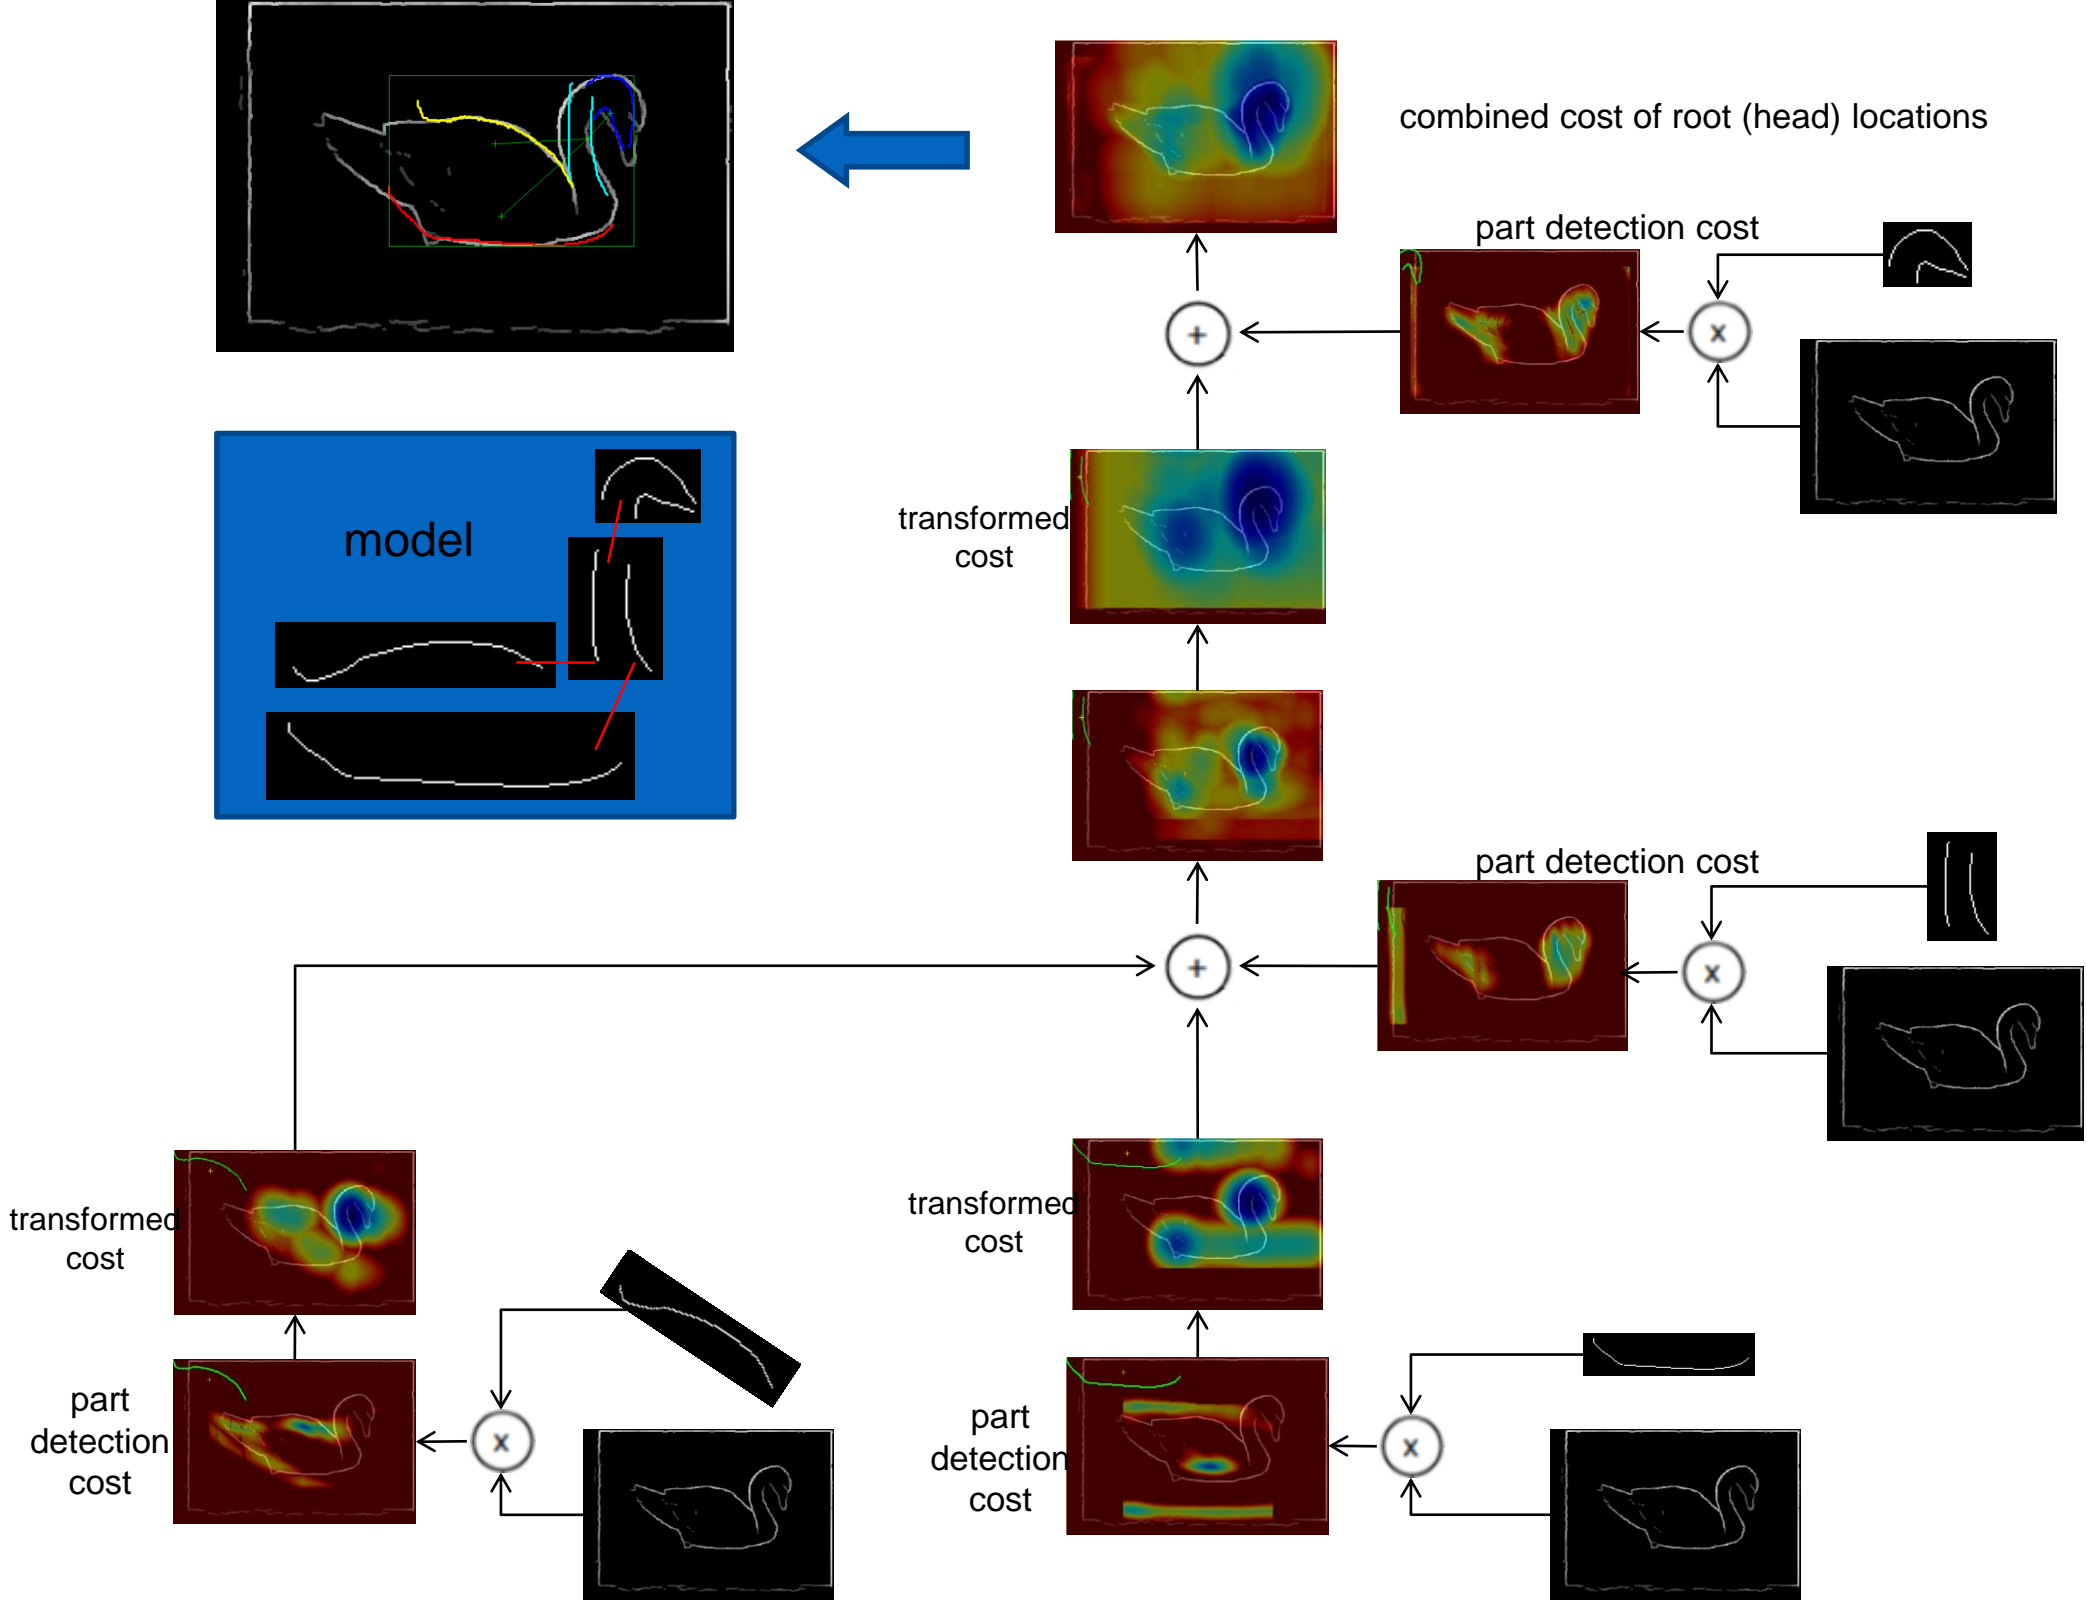 combined cost of root (head) locations
part detection cost
x
+
model
transformed
cost
part detection cost
+
x
transformed
cost
transformed
cost
part
detection
cost
x
part
detection
cost
x